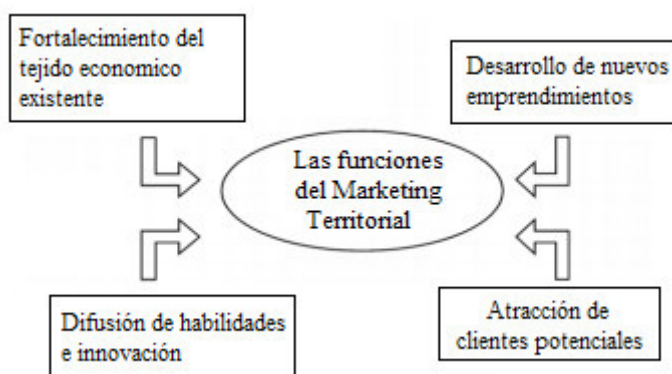 Fortalecimiento del
tejido economico
existente
Desarrollo de nuevos
emprendimientos
Las funciones
del Marketing
Territorial
Difusión de habilidades
e innovación
Atracción de
clientes potenciales